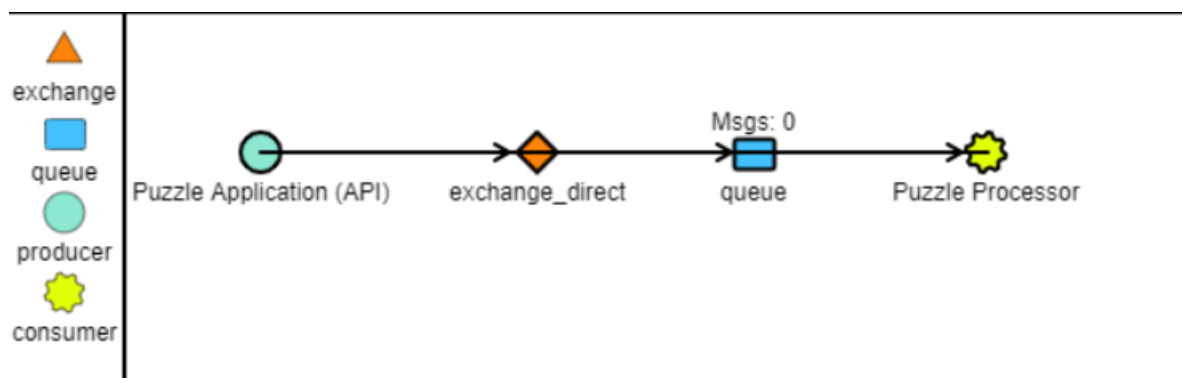 exchange
queue
producer
consumer
Msgs: 0
Puzzle Application (API)
exchange_direct
queue
Puzzle Processor